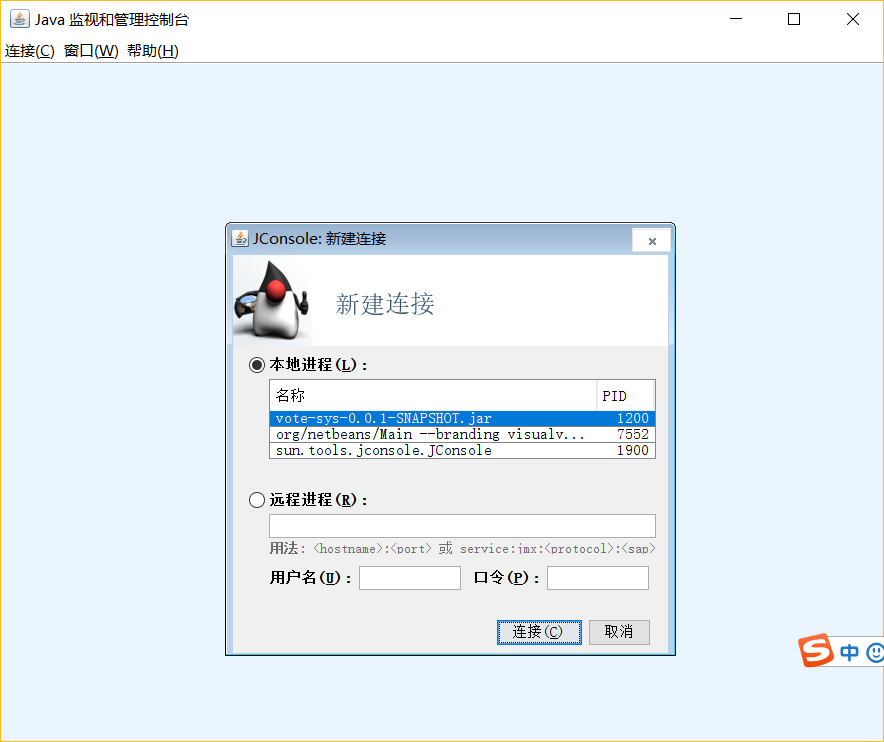 Java 监视和管理控制台
连接(C) 窗口(W) 帮助(H)
JConsole: 新建连接
新建连接
本地进程(L):
名称 PID
vote-sys-0.0.1-SNAPSHOT.jar 1200
org/netbeans/Main --branding visualv... 7552
sun.tools.jconsole.JConsole 1900
远程进程(R):
用法: <hostname>:<port> 或 service:jmx:<protocol>:<sap>
用户名(U): 口令(P):
连接(C) 取消
S 中